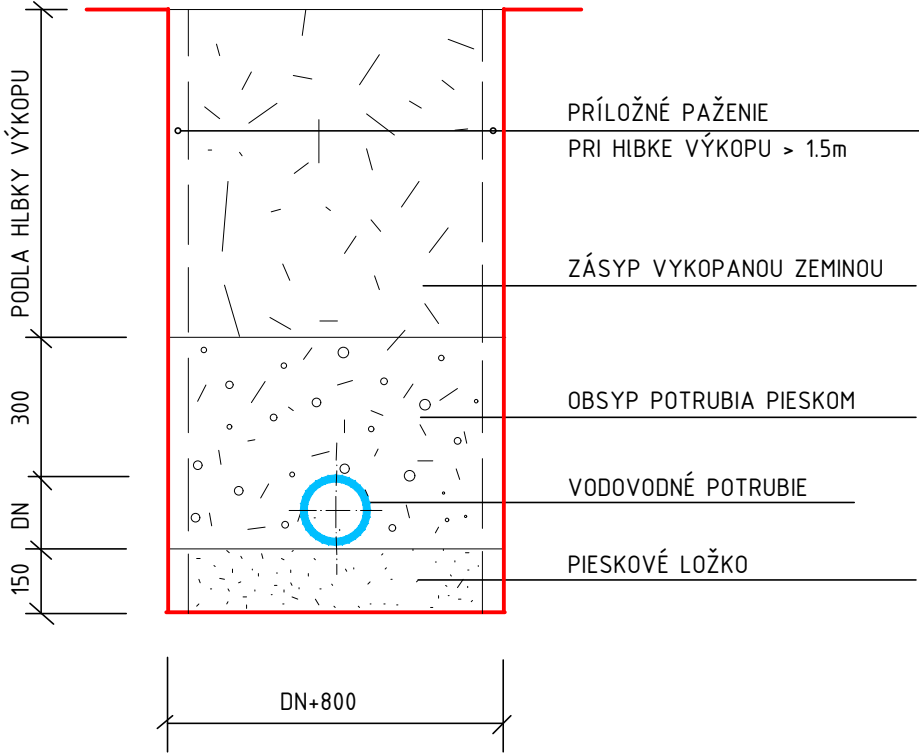 PRÍLOŽNÉ PAŽENIE
PRI HlBKE VÝKOPU > 1.5m
ZÁSYP VYKOPANOU ZEMINOU
OBSYP POTRUBIA PIESKOM
VODOVODNÉ POTRUBIE
PIESKOVÉ LOŽKO
PODLA HLBKY VÝKOPU
300
DN
150
DN+800